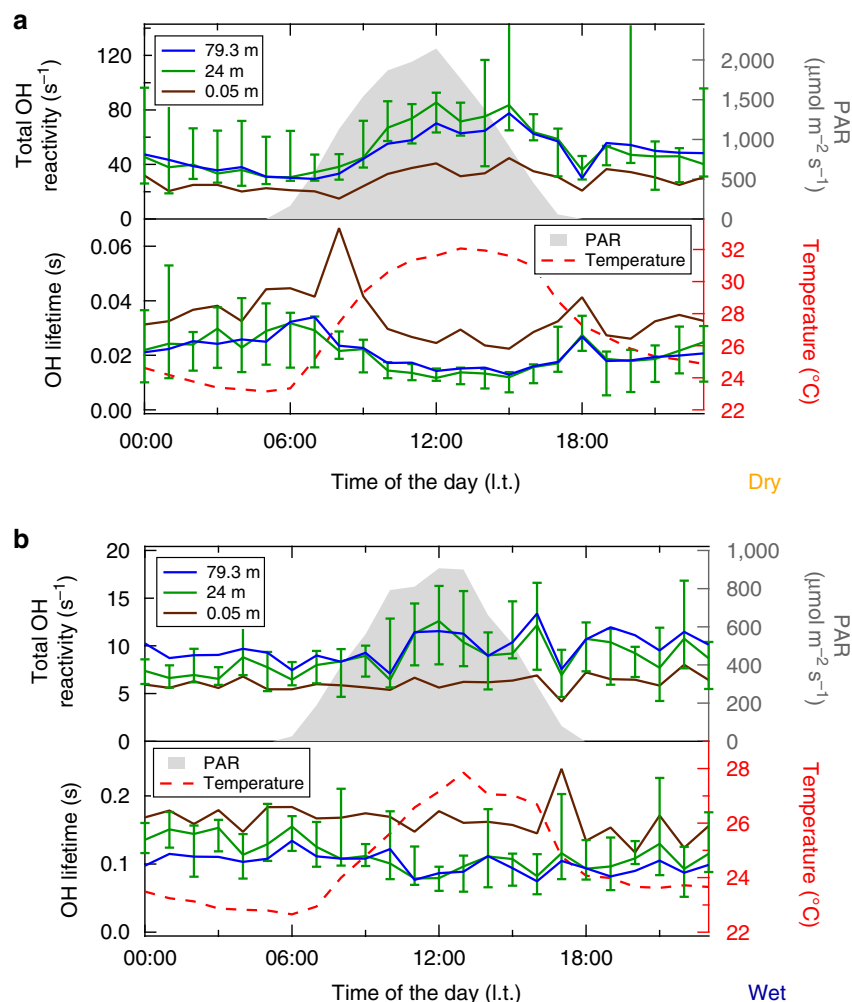 a
Total OH
reactivity (s⁻¹)
120
80
40
0
79.3 m
24 m
0.05 m
2,000
1,500
1,000
500
0
PAR
(μmol m⁻² s⁻¹)
OH lifetime (s)
0.06
0.04
0.02
0.00
PAR
Temperature
32
30
28
26
24
22
Temperature (°C)
00:00 06:00 12:00 18:00
Time of the day (l.t.)
Dry
b
Total OH
reactivity (s⁻¹)
20
15
10
5
0
79.3 m
24 m
0.05 m
1,000
800
600
400
200
0
PAR
(μmol m⁻² s⁻¹)
OH lifetime (s)
0.2
0.1
0.0
PAR
Temperature
28
26
24
22
Temperature (°C)
00:00 06:00 12:00 18:00
Time of the day (l.t.)
Wet